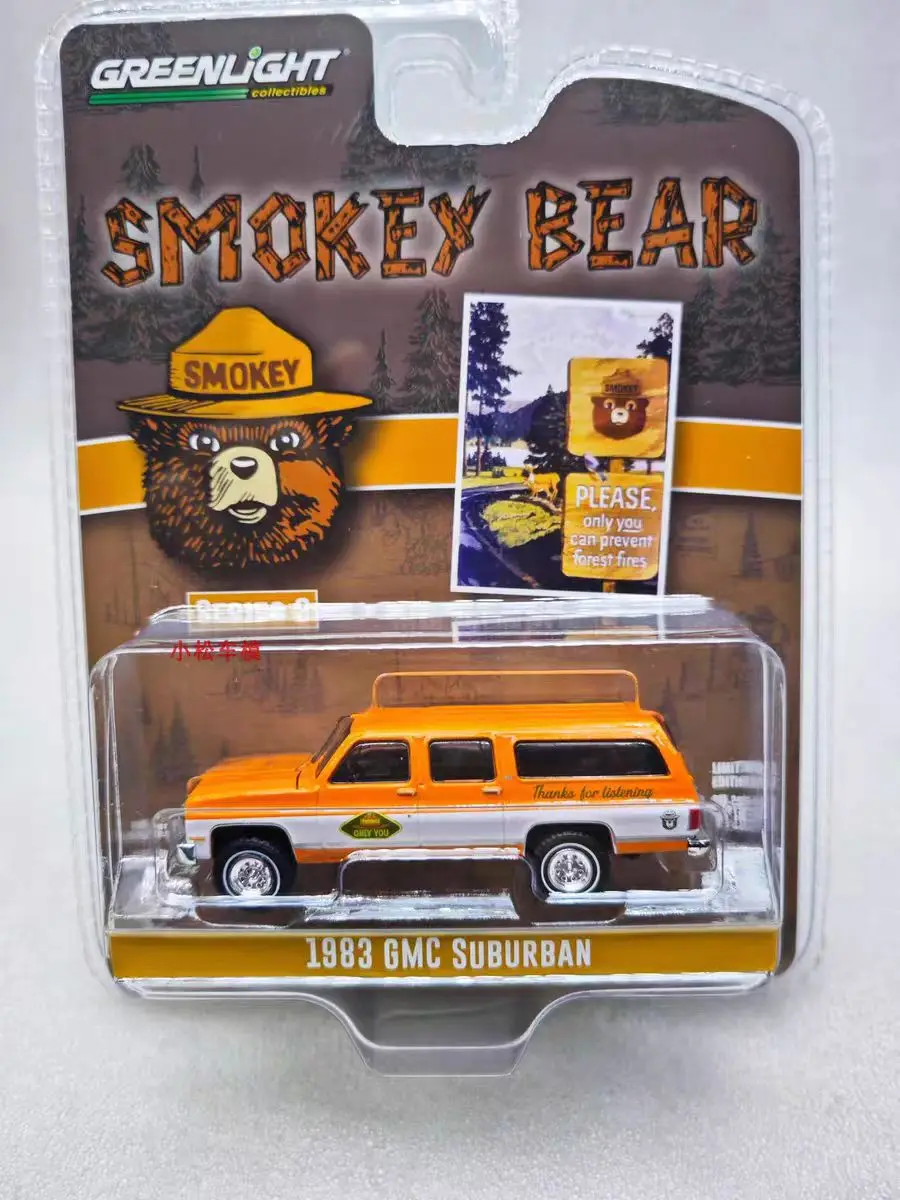 GREENLIGHT
collectibles
SMOKEY BEAR
SMOKEY
SMOKEY
PLEASE,
only you
can prevent
forest fires
SERIES
小松车模
Thanks for listening
ONLY YOU
1983 GMC SUBURBAN